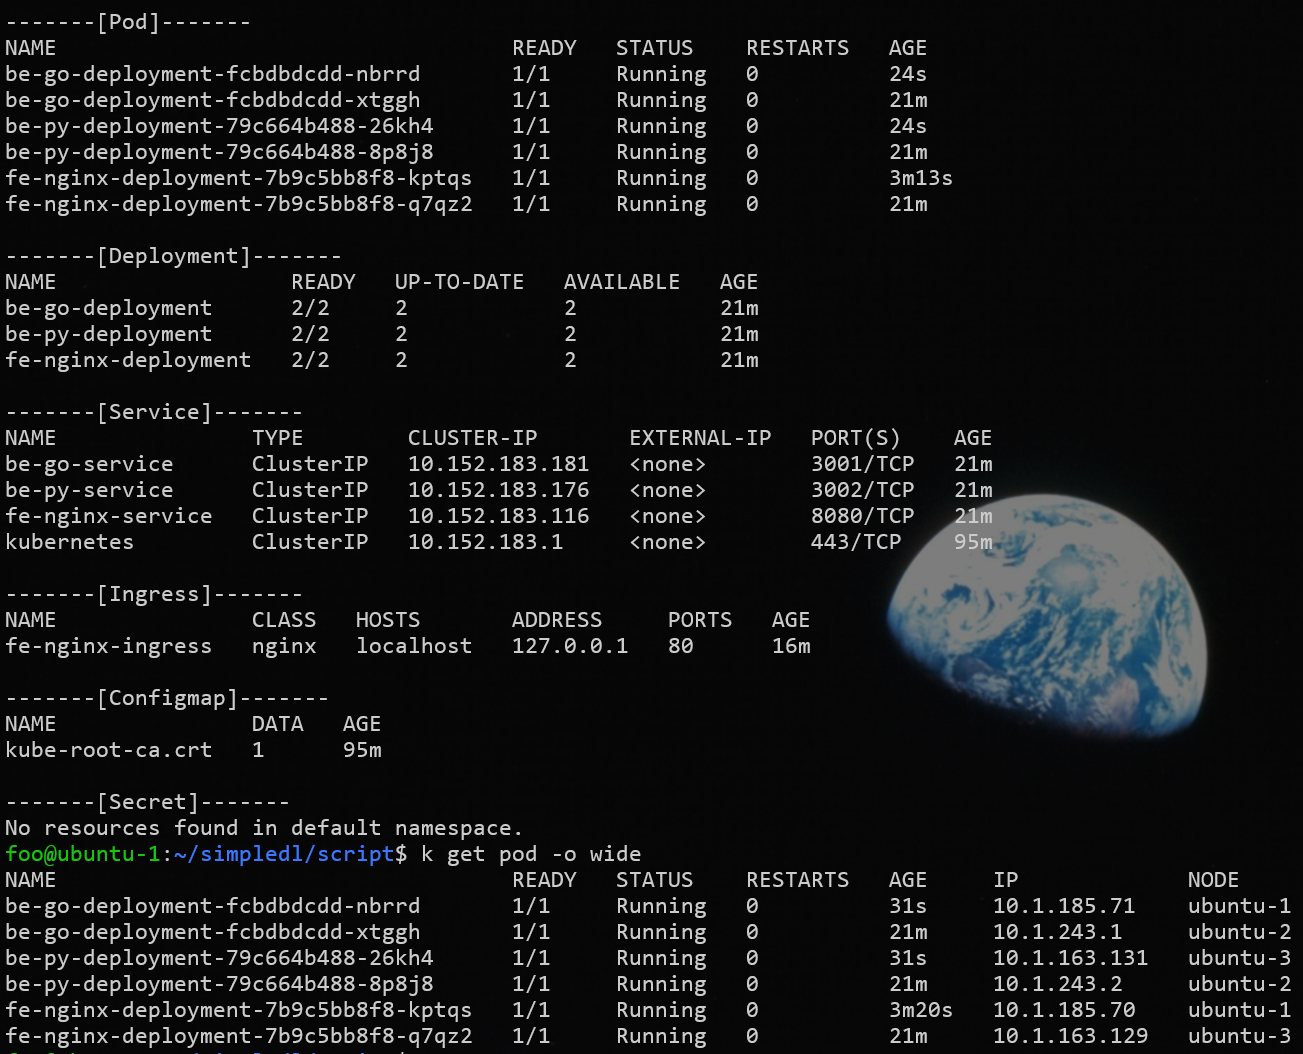 -------[Pod]-------
NAME                                   READY   STATUS    RESTARTS   AGE
be-go-deployment-fcbdbdcdd-nbrrd       1/1     Running   0          24s
be-go-deployment-fcbdbdcdd-xtggh       1/1     Running   0          21m
be-py-deployment-79c664b488-26kh4      1/1     Running   0          24s
be-py-deployment-79c664b488-8p8j8      1/1     Running   0          21m
fe-nginx-deployment-7b9c5bb8f8-kptqs   1/1     Running   0          3m13s
fe-nginx-deployment-7b9c5bb8f8-q7qz2   1/1     Running   0          21m

-------[Deployment]-------
NAME                  READY   UP-TO-DATE   AVAILABLE   AGE
be-go-deployment      2/2     2            2           21m
be-py-deployment      2/2     2            2           21m
fe-nginx-deployment   2/2     2            2           21m

-------[Service]-------
NAME               TYPE        CLUSTER-IP       EXTERNAL-IP   PORT(S)    AGE
be-go-service      ClusterIP   10.152.183.181   <none>        3001/TCP   21m
be-py-service      ClusterIP   10.152.183.176   <none>        3002/TCP   21m
fe-nginx-service   ClusterIP   10.152.183.116   <none>        8080/TCP   21m
kubernetes         ClusterIP   10.152.183.1     <none>        443/TCP    95m

-------[Ingress]-------
NAME               CLASS   HOSTS       ADDRESS     PORTS   AGE
fe-nginx-ingress   nginx   localhost   127.0.0.1   80      16m

-------[Configmap]-------
NAME               DATA   AGE
kube-root-ca.crt   1      95m

-------[Secret]-------
No resources found in default namespace.
foo@ubuntu-1:~/simpledl/script$ k get pod -o wide
NAME                                   READY   STATUS    RESTARTS   AGE     IP             NODE
be-go-deployment-fcbdbdcdd-nbrrd       1/1     Running   0          31s     10.1.185.71    ubuntu-1
be-go-deployment-fcbdbdcdd-xtggh       1/1     Running   0          21m     10.1.243.1     ubuntu-2
be-py-deployment-79c664b488-26kh4      1/1     Running   0          31s     10.1.163.131   ubuntu-3
be-py-deployment-79c664b488-8p8j8      1/1     Running   0          21m     10.1.243.2     ubuntu-2
fe-nginx-deployment-7b9c5bb8f8-kptqs   1/1     Running   0          3m20s   10.1.185.70    ubuntu-1
fe-nginx-deployment-7b9c5bb8f8-q7qz2   1/1     Running   0          21m     10.1.163.129   ubuntu-3